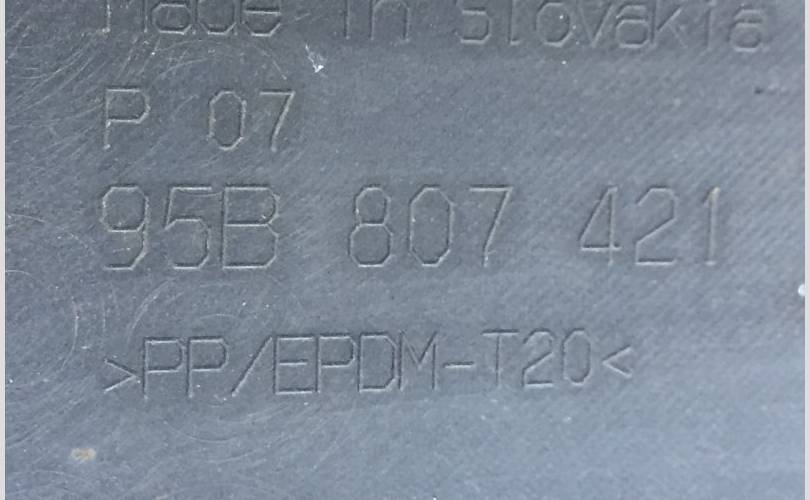 Made in Slovakia
P 07
95B 807 421
>PP/EPDM-T20<